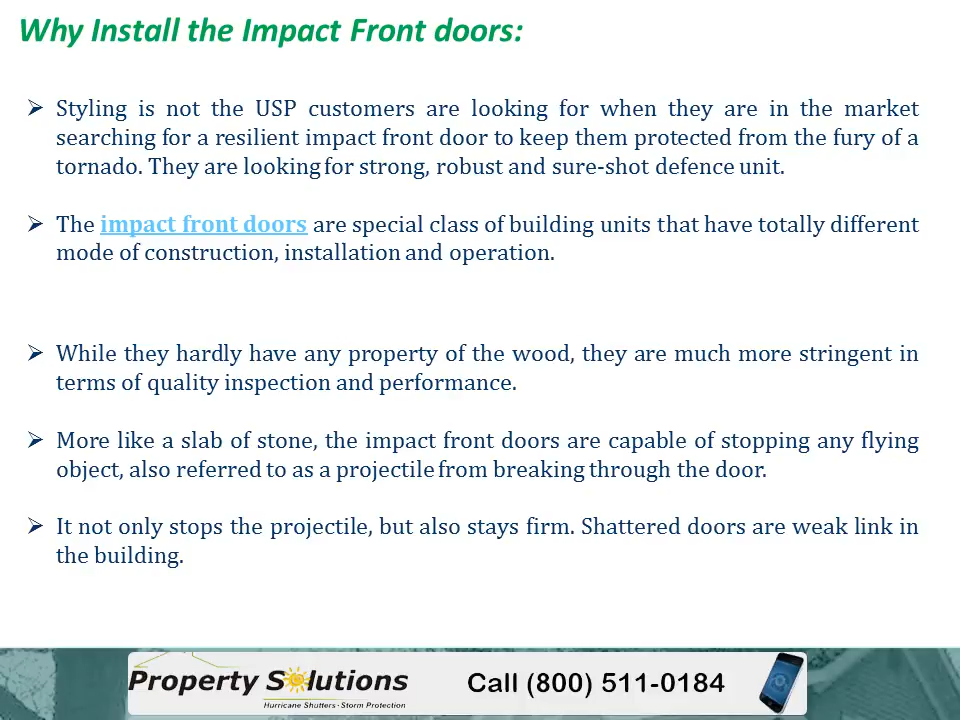 Why Install the Impact Front doors:
➢ Styling is not the USP customers are looking for when they are in the market
searching for a resilient impact front door to keep them protected from the fury of a
tornado. They are looking for strong, robust and sure-shot defence unit.
➢ The impact front doors are special class of building units that have totally different
mode of construction, installation and operation.
➢ While they hardly have any property of the wood, they are much more stringent in
terms of quality inspection and performance.
➢ More like a slab of stone, the impact front doors are capable of stopping any flying
object, also referred to as a projectile from breaking through the door.
➢ It not only stops the projectile, but also stays firm. Shattered doors are weak link in
the building.
Property Solutions
Hurricane Shutters · Storm Protection
Call (800) 511-0184